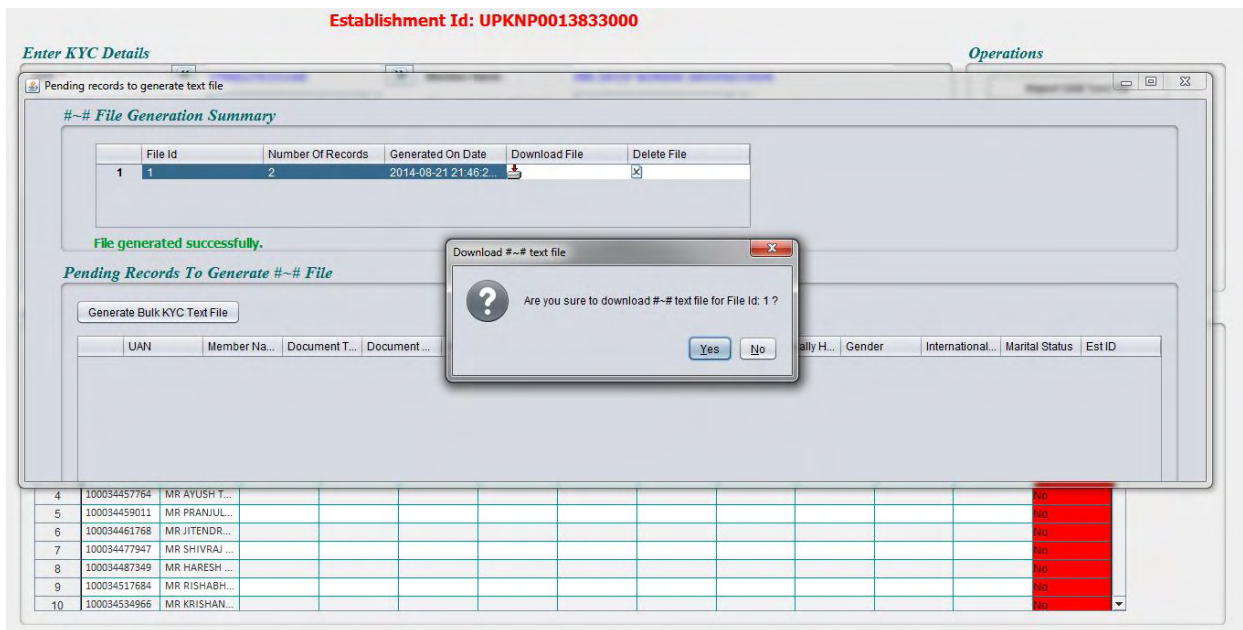 Establishment Id: UPKNP0013833000
Enter KYC Details
Operations
Pending records to generate text file
#~# File Generation Summary
File Id Number Of Records Generated On Date Download File Delete File
1 1 2 2014-08-21 21:46:2...
File generated successfully.
Download #~# text file
Pending Records To Generate #~# File
Are you sure to download #~# text file for File Id: 1 ?
Generate Bulk KYC Text File
Yes No
UAN Member Na... Document T... Document ... ally H... Gender International... Marital Status Est ID
4 100034457764 MR AYUSH T... No
5 100034459011 MR PRANJUL... No
6 100034461768 MR JITENDR... No
7 100034477947 MR SHIVRAJ ... No
8 100034487349 MR HARESH ... No
9 100034517684 MR RISHABH... No
10 100034534966 MR KRISHAN... No